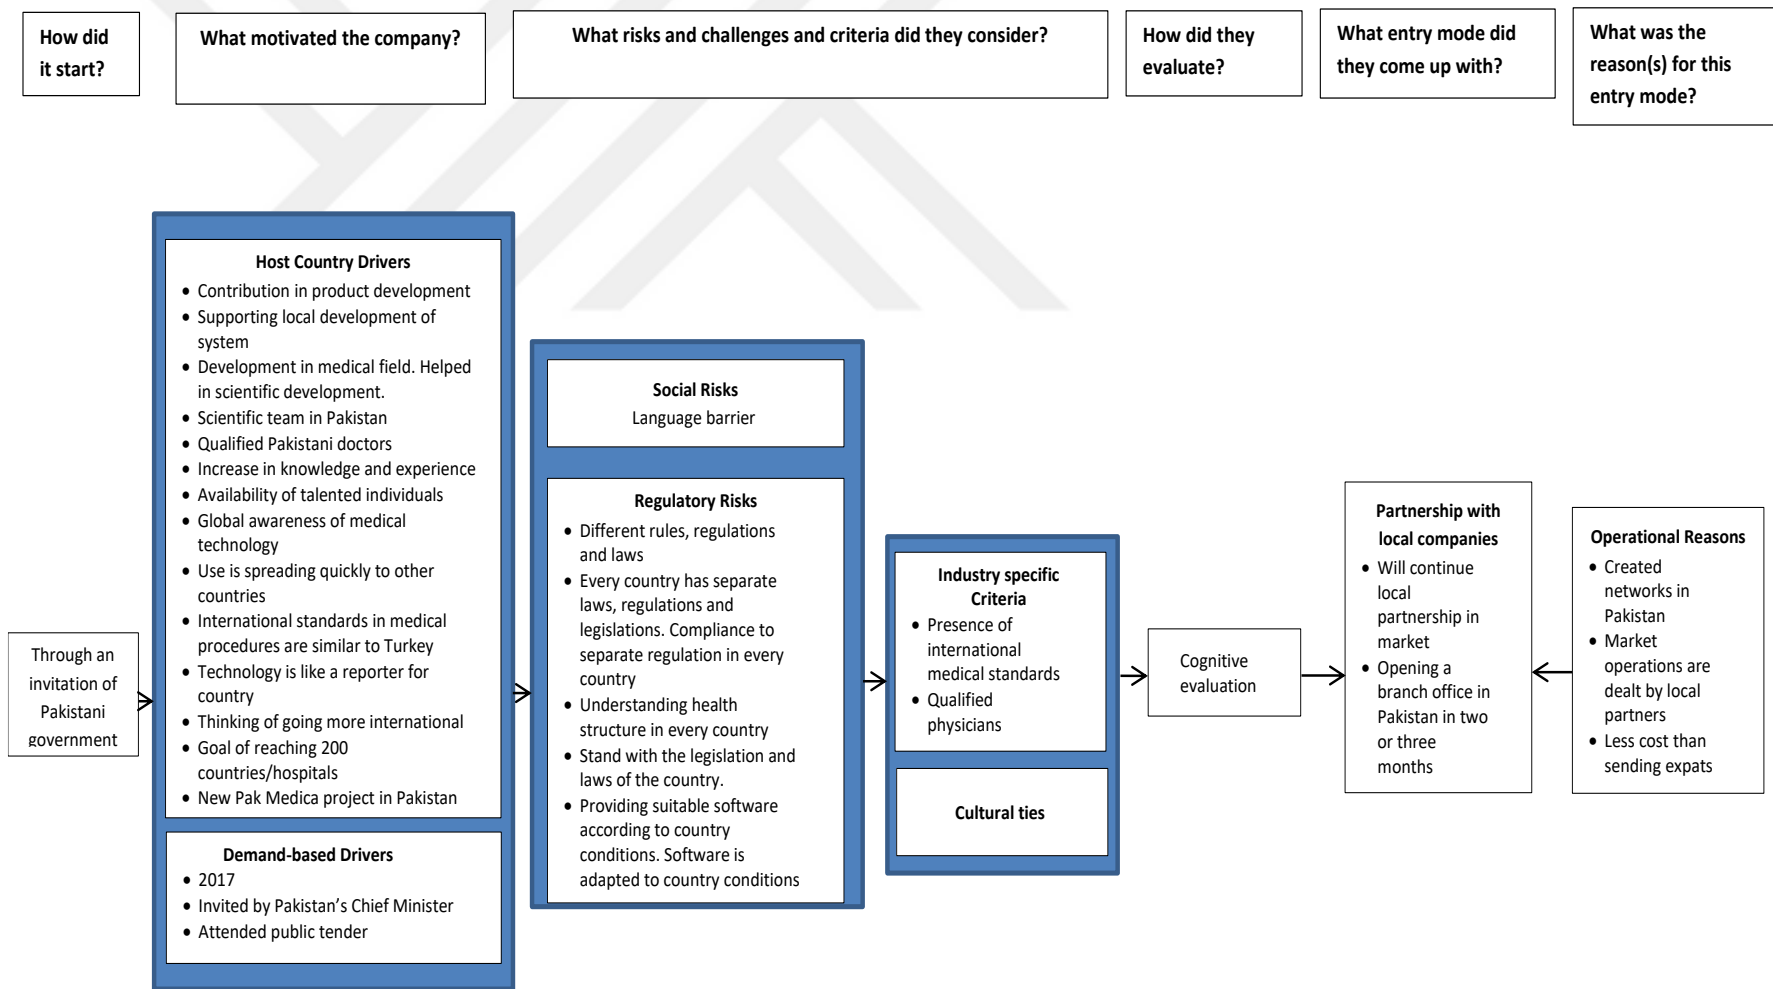 How did
it start?
What motivated the company?
What risks and challenges and criteria did they consider?
How did they
evaluate?
What entry mode did
they come up with?
What was the
reason(s) for this
entry mode?
Through an
invitation of
Pakistani
government
Host Country Drivers
• Contribution in product development
• Supporting local development of
system
• Development in medical field. Helped
in scientific development.
• Scientific team in Pakistan
• Qualified Pakistani doctors
• Increase in knowledge and experience
• Availability of talented individuals
• Global awareness of medical
technology
• Use is spreading quickly to other
countries
• International standards in medical
procedures are similar to Turkey
• Technology is like a reporter for
country
• Thinking of going more international
• Goal of reaching 200
countries/hospitals
• New Pak Medica project in Pakistan
Demand-based Drivers
• 2017
• Invited by Pakistan’s Chief Minister
• Attended public tender
Social Risks
Language barrier
Regulatory Risks
• Different rules, regulations
and laws
• Every country has separate
laws, regulations and
legislations. Compliance to
separate regulation in every
country
• Understanding health
structure in every country
• Stand with the legislation and
laws of the country.
• Providing suitable software
according to country
conditions. Software is
adapted to country conditions
Industry specific
Criteria
• Presence of
international
medical standards
• Qualified
physicians
Cultural ties
Cognitive
evaluation
Partnership with
local companies
• Will continue
local
partnership in
market
• Opening a
branch office in
Pakistan in two
or three
months
Operational Reasons
• Created
networks in
Pakistan
• Market
operations are
dealt by local
partners
• Less cost than
sending expats